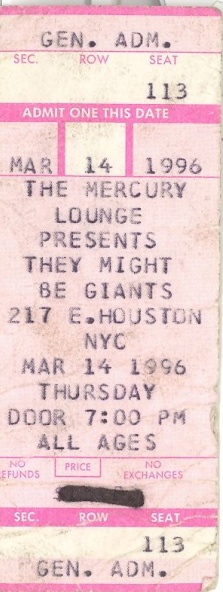 GEN. ADM.
SEC. ROW SEAT
113
ADMIT ONE THIS DATE
MAR 14 1996
THE MERCURY
LOUNGE
PRESENTS
THEY MIGHT
BE GIANTS
217 E.HOUSTON
NYC
MAR 14 1996
THURSDAY
DOOR 7:00 PM
ALL AGES
NO PRICE NO
EFUNDS EXCHANGES
SEC. ROW SEAT
113
GEN. ADM.